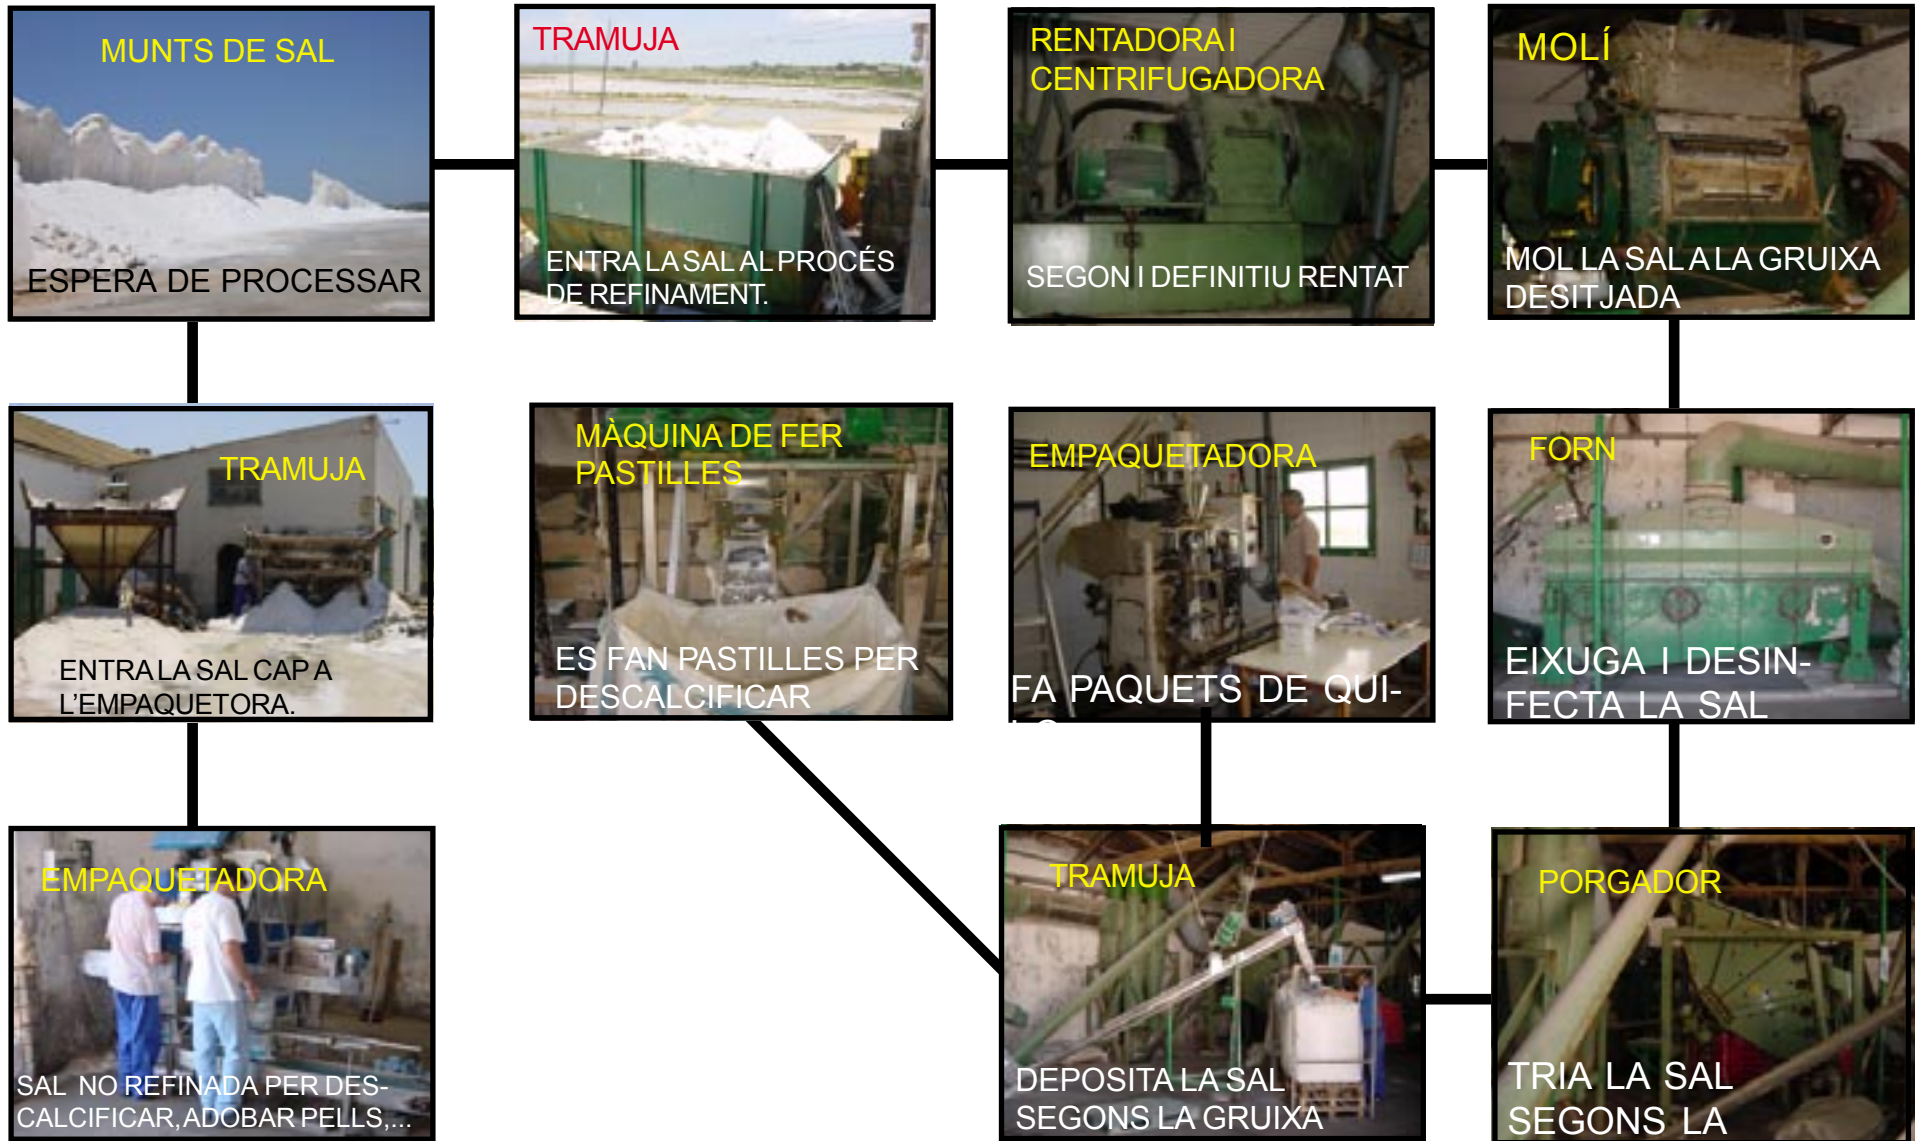 MUNTS DE SAL
ESPERA DE PROCESSAR
TRAMUJA
ENTRA LA SAL AL PROCÉS
DE REFINAMENT.
RENTADORA I
CENTRIFUGADORA
SEGON I DEFINITIU RENTAT
MOLÍ
MOL LA SAL A LA GRUIXA
DESITJADA
TRAMUJA
ENTRA LA SAL CAP A
L'EMPAQUETORA.
MÀQUINA DE FER
PASTILLES
ES FAN PASTILLES PER
DESCALCIFICAR
EMPAQUETADORA
FA PAQUETS DE QUI-
FORN
EIXUGA I DESIN-
FECTA LA SAL
EMPAQUETADORA
SAL NO REFINADA PER DES-
CALCIFICAR, ADOBAR PELLS,...
TRAMUJA
DEPOSITA LA SAL
SEGONS LA GRUIXA
PORGADOR
TRIA LA SAL
SEGONS LA